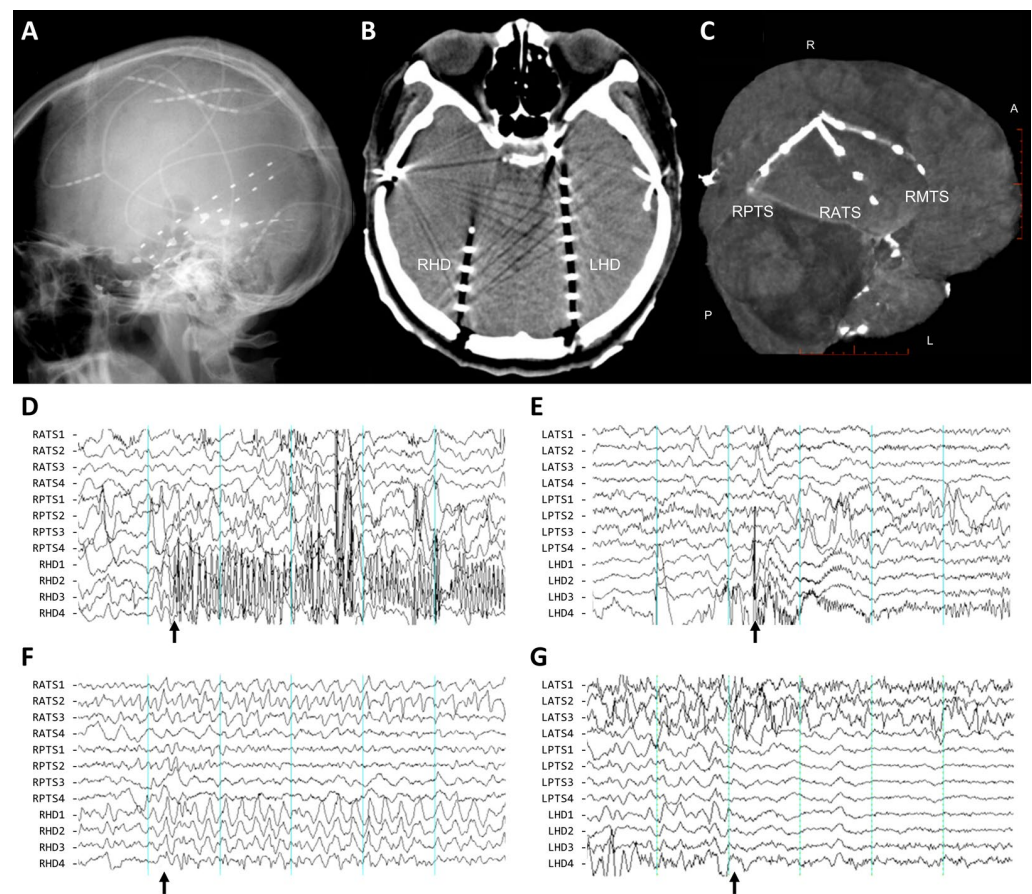 A
B
C
R
A
RHD
LHD
RPTS
RATS
RMTS
P
L
D
E
RATS1
RATS2
RATS3
RATS4
RPTS1
RPTS2
RPTS3
RPTS4
RHD1
RHD2
RHD3
RHD4
LATS1
LATS2
LATS3
LATS4
LPTS1
LPTS2
LPTS3
LPTS4
LHD1
LHD2
LHD3
LHD4
F
G
RATS1
RATS2
RATS3
RATS4
RPTS1
RPTS2
RPTS3
RPTS4
RHD1
RHD2
RHD3
RHD4
LATS1
LATS2
LATS3
LATS4
LPTS1
LPTS2
LPTS3
LPTS4
LHD1
LHD2
LHD3
LHD4